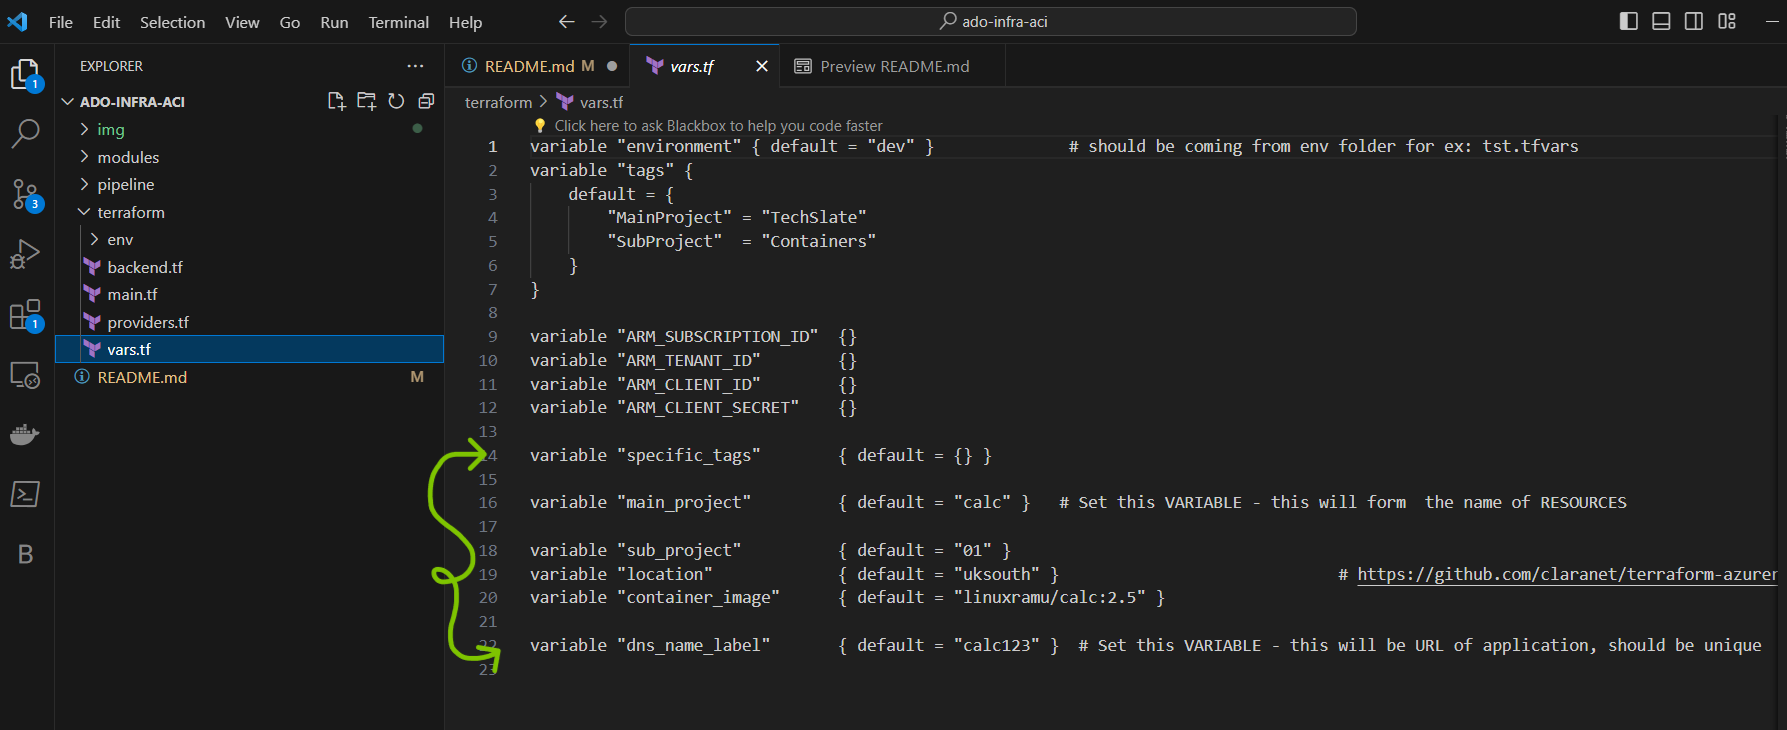 File Edit Selection View Go Run Terminal Help
ado-infra-aci
EXPLORER
README.md M
vars.tf
Preview README.md
ADO-INFRA-ACI
terraform > vars.tf
img
modules
pipeline
terraform
env
backend.tf
main.tf
providers.tf
vars.tf
README.md M
1
3
1
B
Click here to ask Blackbox to help you code faster
1 variable "environment" { default = "dev" } # should be coming from env folder for ex: tst.tfvars
2 variable "tags" {
3 default = {
4 "MainProject" = "TechSlate"
5 "SubProject" = "Containers"
6 }
7 }
8
9 variable "ARM_SUBSCRIPTION_ID" {}
10 variable "ARM_TENANT_ID" {}
11 variable "ARM_CLIENT_ID" {}
12 variable "ARM_CLIENT_SECRET" {}
13
14 variable "specific_tags" { default = {} }
15
16 variable "main_project" { default = "calc" } # Set this VARIABLE - this will form the name of RESOURCES
17
18 variable "sub_project" { default = "01" }
19 variable "location" { default = "uksouth" } # https://github.com/claranet/terraform-azurer
20 variable "container_image" { default = "linuxramu/calc:2.5" }
21
22 variable "dns_name_label" { default = "calc123" } # Set this VARIABLE - this will be URL of application, should be unique
23